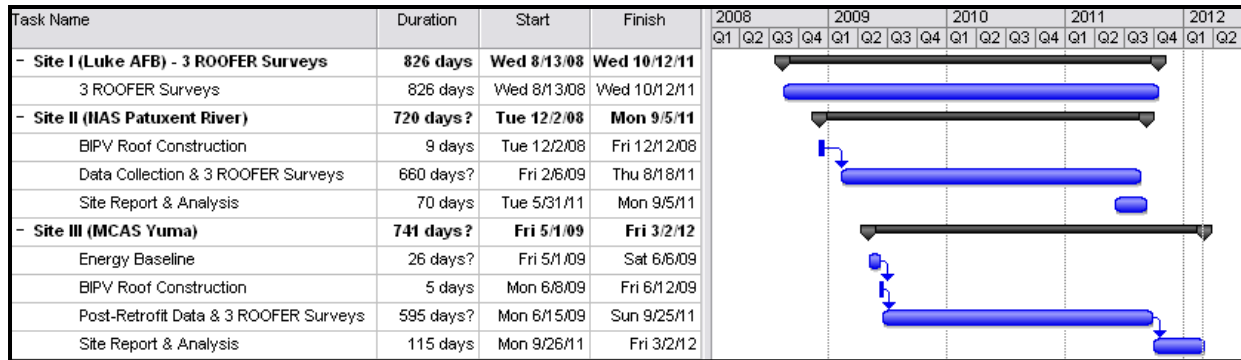 Task Name Duration Start Finish 2008 2009 2010 2011 2012
Q1 Q2 Q3 Q4 Q1 Q2 Q3 Q4 Q1 Q2 Q3 Q4 Q1 Q2 Q3 Q4 Q1 Q2
- Site I (Luke AFB) - 3 ROOFER Surveys 826 days Wed 8/13/08 Wed 10/12/11
3 ROOFER Surveys 826 days Wed 8/13/08 Wed 10/12/11
- Site II (NAS Patuxent River) 720 days? Tue 12/2/08 Mon 9/5/11
BIPV Roof Construction 9 days Tue 12/2/08 Fri 12/12/08
Data Collection & 3 ROOFER Surveys 660 days? Fri 2/6/09 Thu 8/18/11
Site Report & Analysis 70 days Tue 5/31/11 Mon 9/5/11
- Site III (MCAS Yuma) 741 days? Fri 5/1/09 Fri 3/2/12
Energy Baseline 26 days? Fri 5/1/09 Sat 6/6/09
BIPV Roof Construction 5 days Mon 6/8/09 Fri 6/12/09
Post-Retrofit Data & 3 ROOFER Surveys 595 days? Mon 6/15/09 Sun 9/25/11
Site Report & Analysis 115 days Mon 9/26/11 Fri 3/2/12